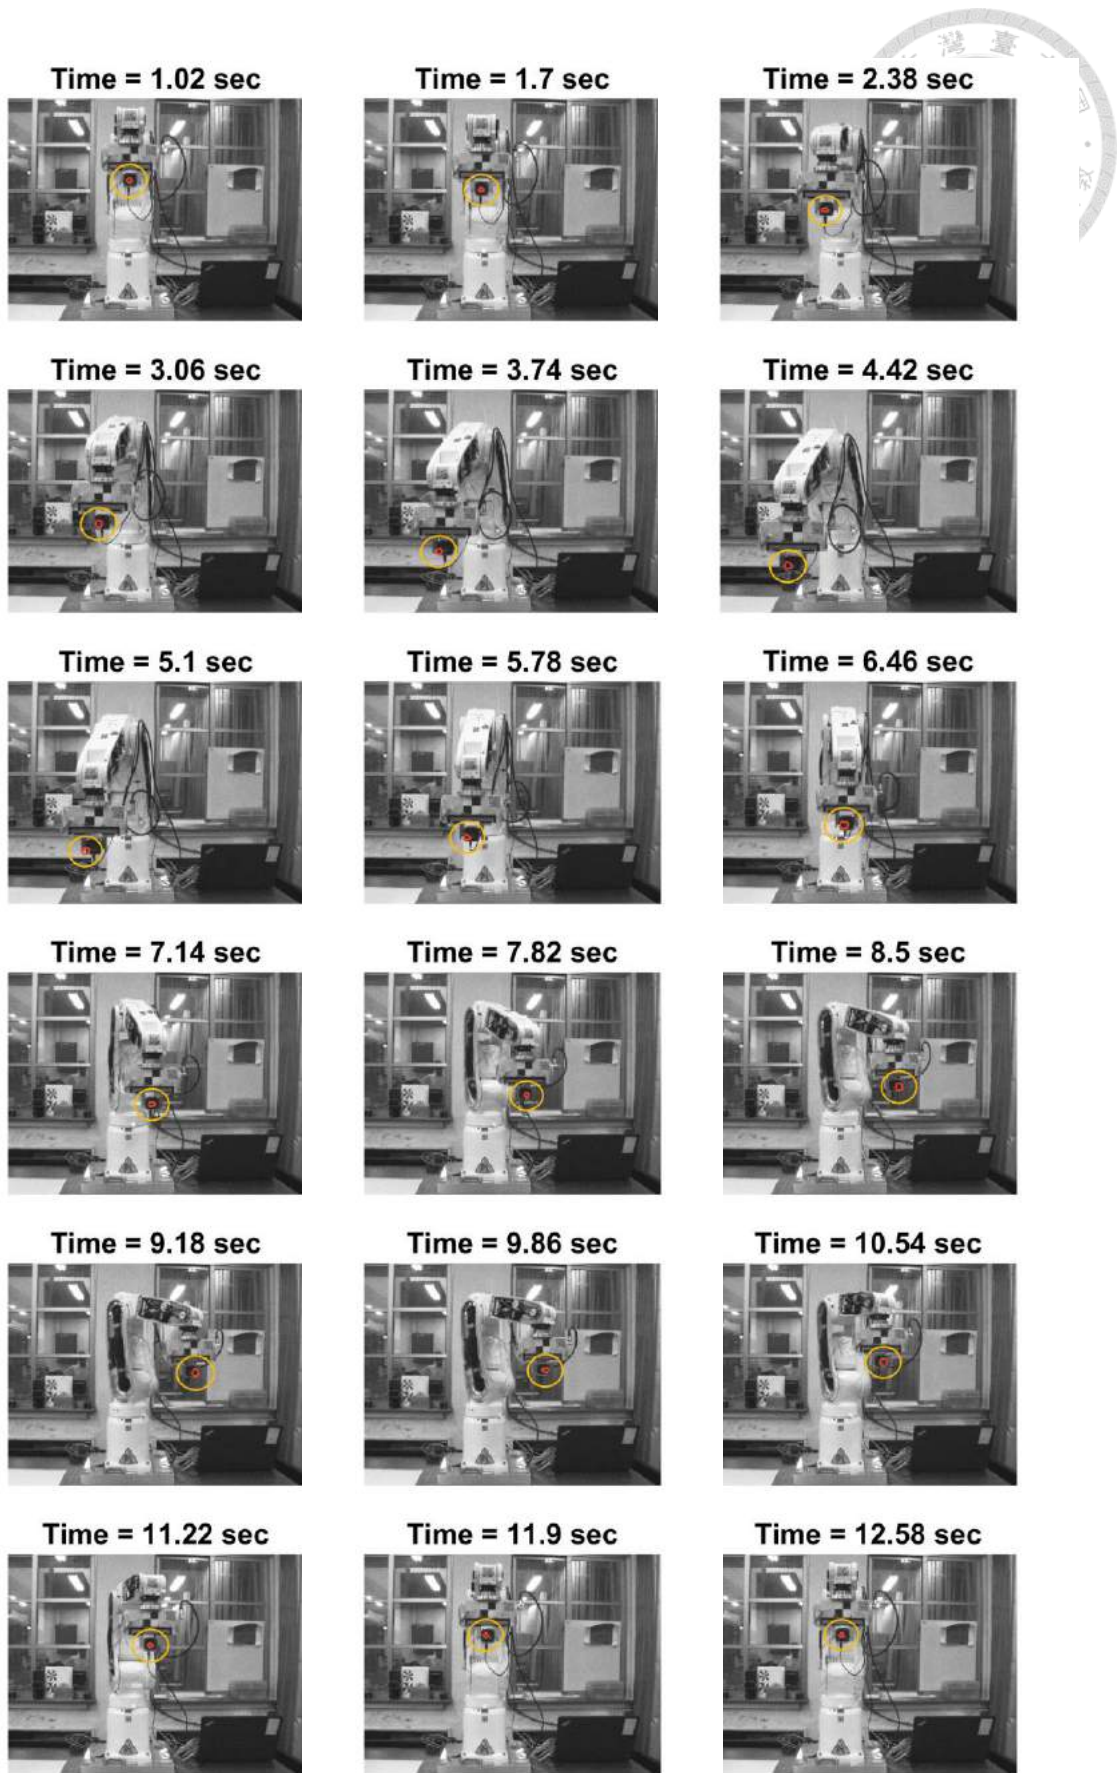 灣 臺
Time = 1.02 sec Time = 1.7 sec Time = 2.38 sec
Time = 3.06 sec Time = 3.74 sec Time = 4.42 sec
Time = 5.1 sec Time = 5.78 sec Time = 6.46 sec
Time = 7.14 sec Time = 7.82 sec Time = 8.5 sec
Time = 9.18 sec Time = 9.86 sec Time = 10.54 sec
Time = 11.22 sec Time = 11.9 sec Time = 12.58 sec